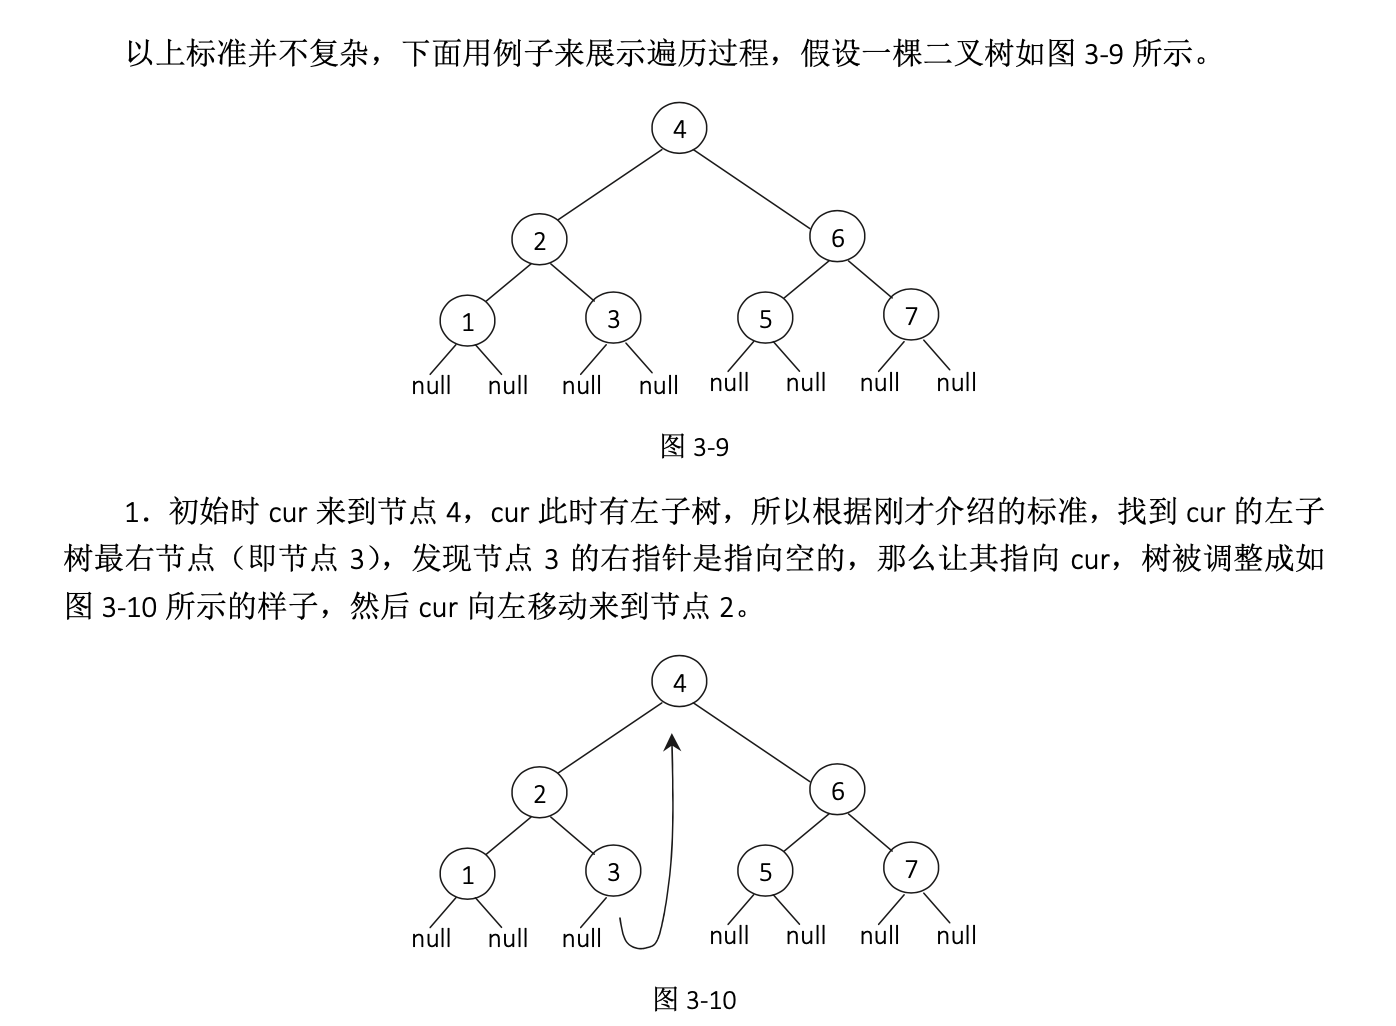 以上标准并不复杂，下面用例子来展示遍历过程，假设一棵二叉树如图 3-9 所示。
4
2
6
1
3
5
7
null null null null null null null null
图 3-9
1．初始时 cur 来到节点 4，cur 此时有左子树，所以根据刚才介绍的标准，找到 cur 的左子
树最右节点（即节点 3），发现节点 3 的右指针是指向空的，那么让其指向 cur，树被调整成如
图 3-10 所示的样子，然后 cur 向左移动来到节点 2。
4
2
6
1
3
5
7
null null null null null null null
图 3-10